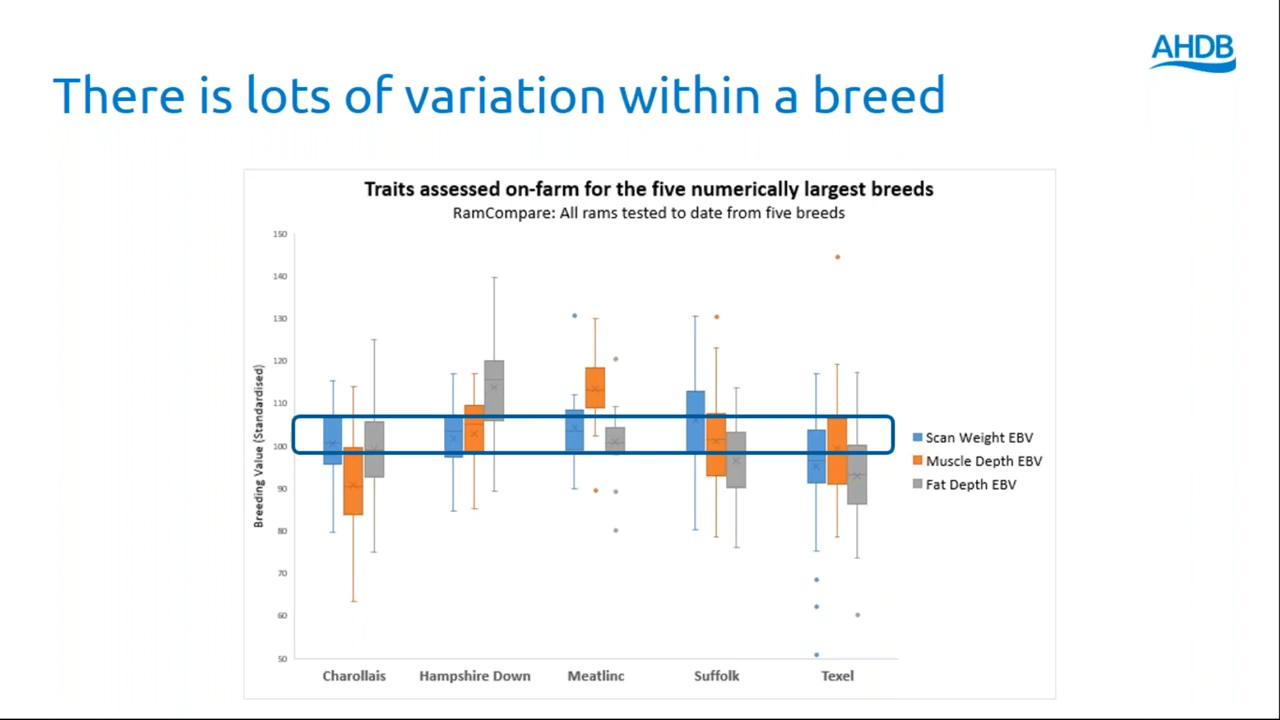 AHDB
There is lots of variation within a breed
Traits assessed on-farm for the five numerically largest breeds
RamCompare: All rams tested to date from five breeds
Breeding Value (Standardised)
150
140
130
120
110
100
90
80
70
60
50
Charollais
Hampshire Down
Meatlinc
Suffolk
Texel
Scan Weight EBV
Muscle Depth EBV
Fat Depth EBV